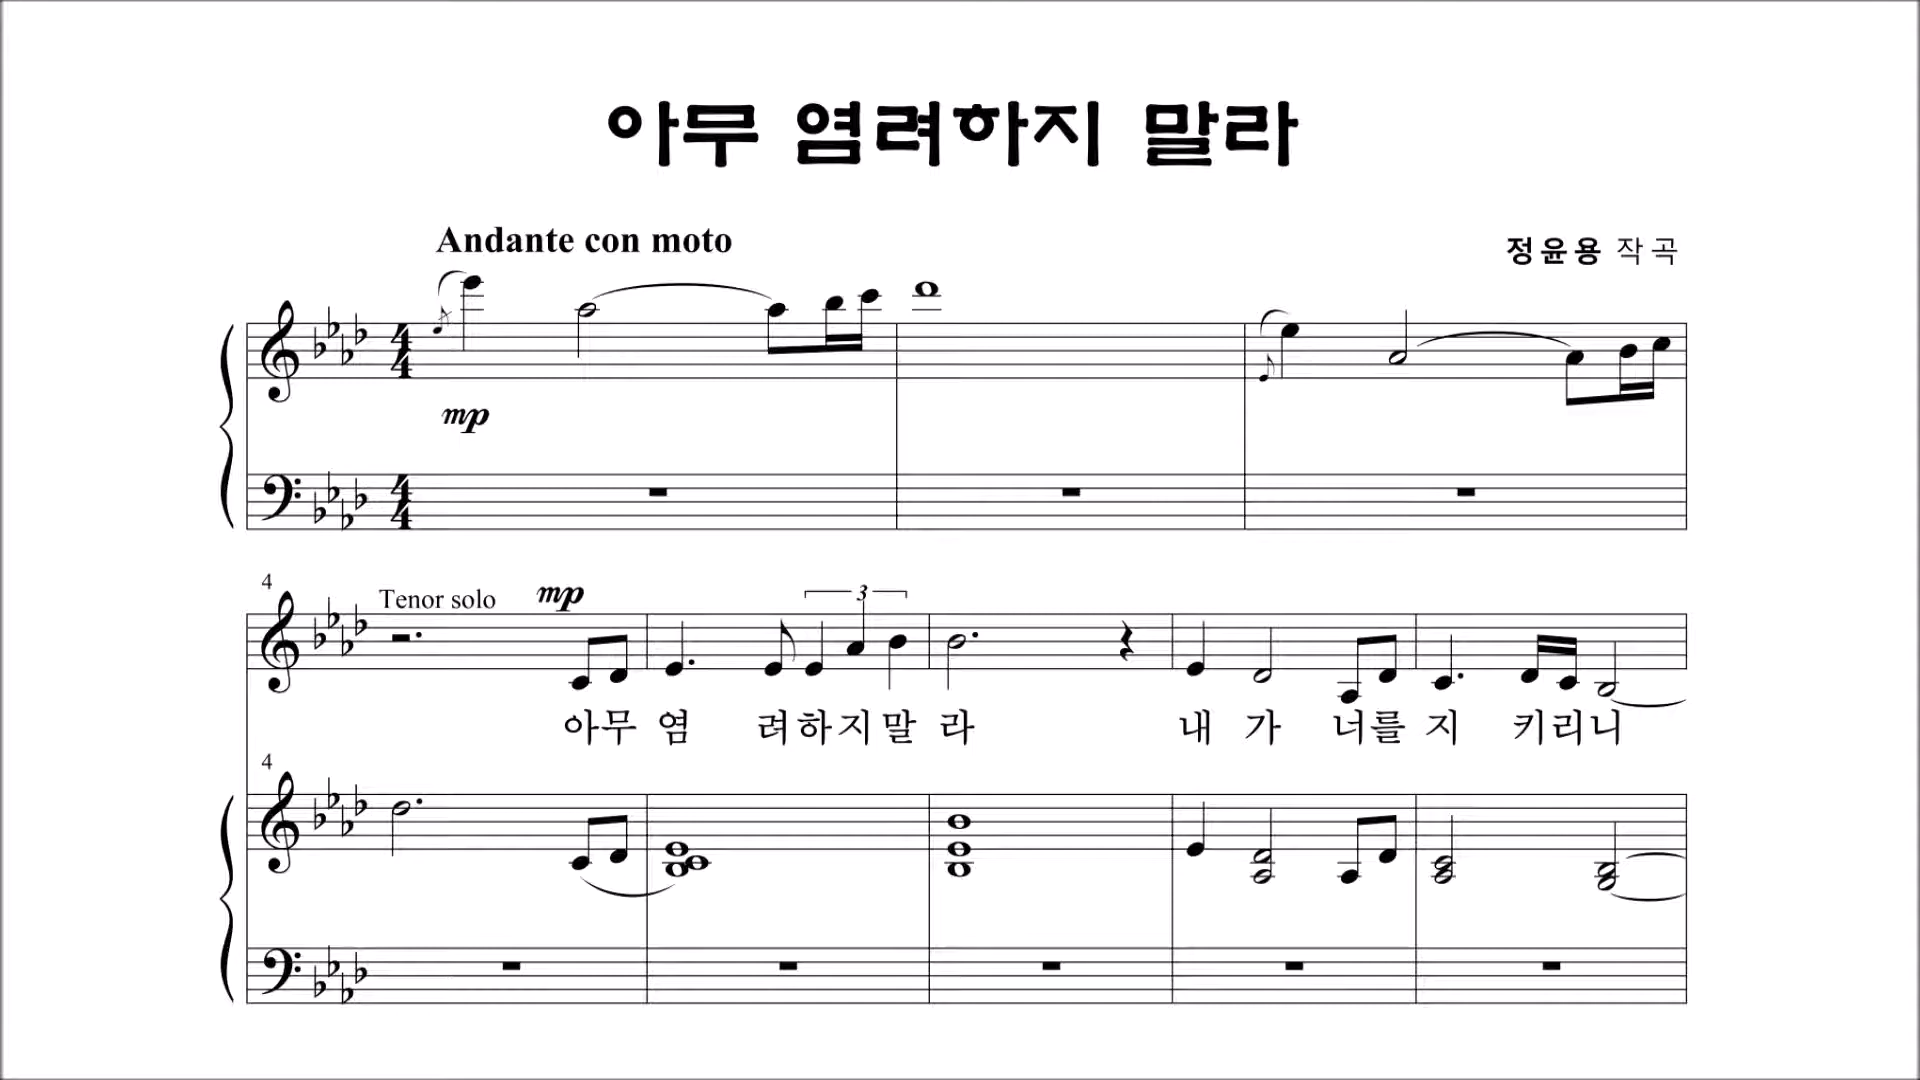 아무 염려하지 말라
Andante con moto
정윤용 작곡
mp
4
Tenor solo mp
3
아무 염 려하지말 라 내 가 너를 지 키리니
4